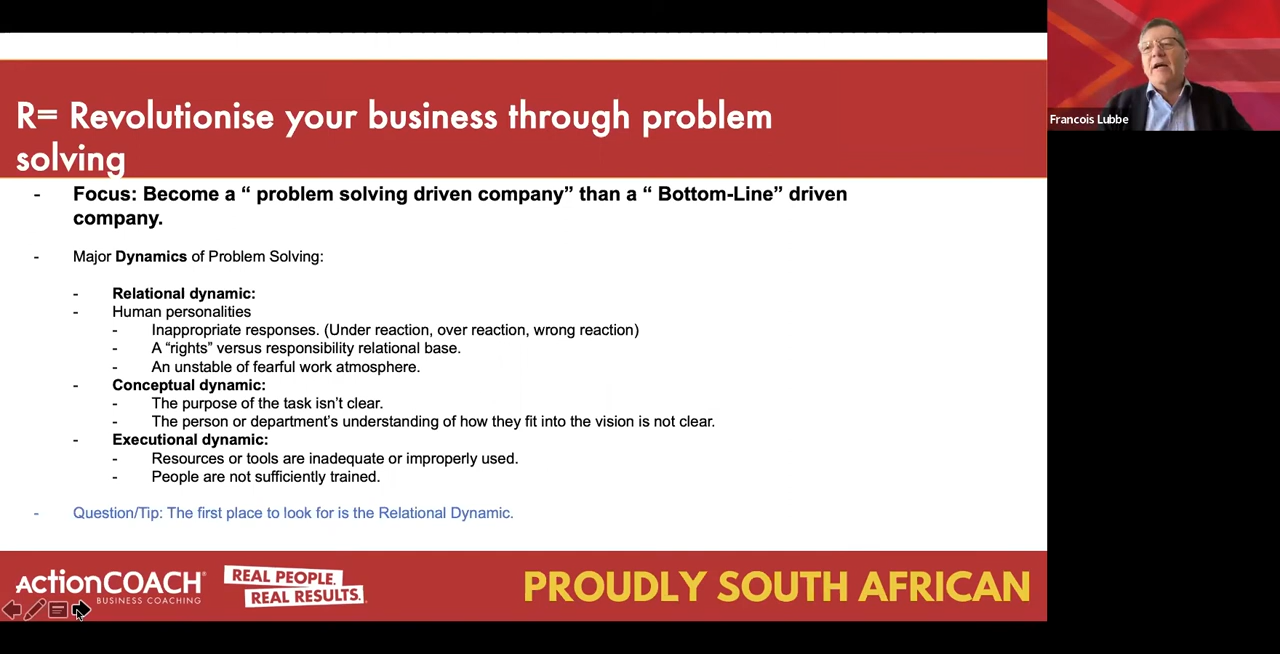 R= Revolutionise your business through problem
solving
- Focus: Become a “ problem solving driven company” than a “ Bottom-Line” driven
company.
- Major Dynamics of Problem Solving:
- Relational dynamic:
- Human personalities
- Inappropriate responses. (Under reaction, over reaction, wrong reaction)
- A “rights” versus responsibility relational base.
- An unstable of fearful work atmosphere.
- Conceptual dynamic:
- The purpose of the task isn’t clear.
- The person or department’s understanding of how they fit into the vision is not clear.
- Executional dynamic:
- Resources or tools are inadequate or improperly used.
- People are not sufficiently trained.
- Question/Tip: The first place to look for is the Relational Dynamic.
ActionCOACH®
BUSINESS COACHING
REAL PEOPLE.
REAL RESULTS.
PROUDLY SOUTH AFRICAN
Francois Lubbe